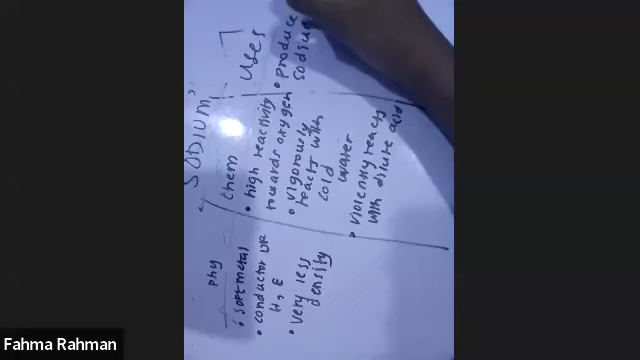 SODIUM
phy
• soft metal
• conductor of
H, E
• very less
density
chem
• high reactivity
towards oxygen
• vigorously
reacts with
cold
water
• violently reacts
with dilute acid
Uses
• produce
sodium
Fahma Rahman